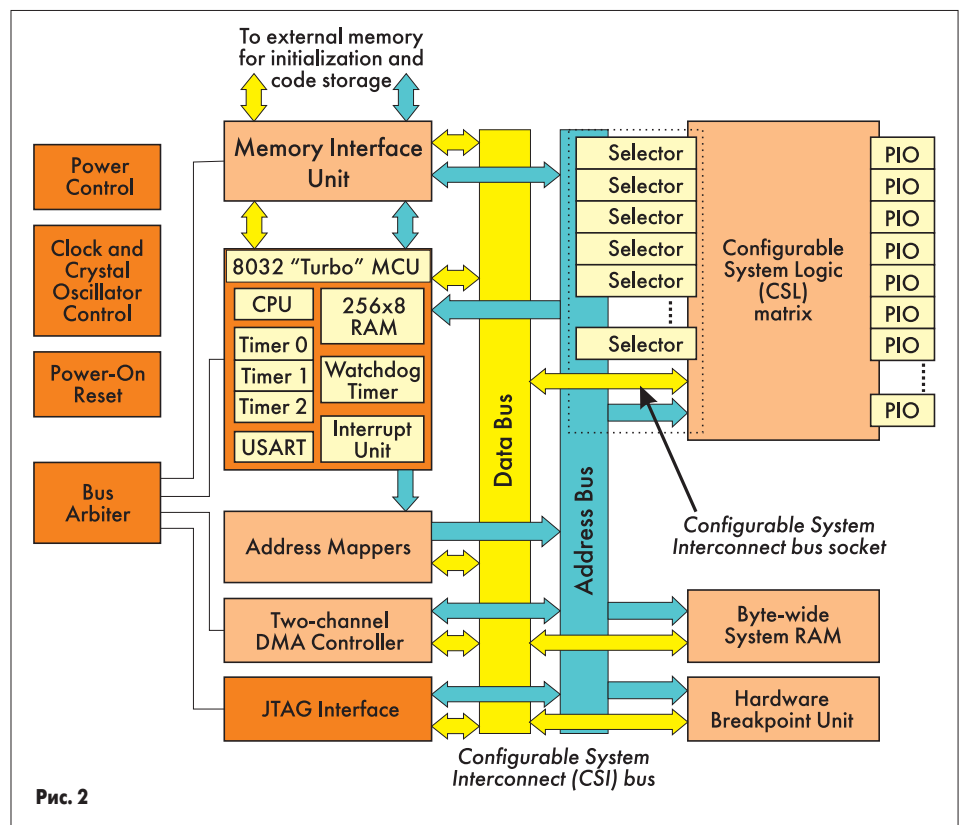 To external memory
for initialization and
code storage
Power
Control
Clock and
Crystal
Oscillator
Control
Power-On
Reset
Bus
Arbiter
Memory Interface
Unit
8032 "Turbo" MCU
CPU
256x8
RAM
Timer 0
Timer 1
Timer 2
Watchdog
Timer
USART
Interrupt
Unit
Address Mappers
Two-channel
DMA Controller
JTAG Interface
Data Bus
Address Bus
Selector
Selector
Selector
Selector
Selector
Selector
Configurable
System Logic
(CSL)
matrix
PIO
PIO
PIO
PIO
PIO
PIO
PIO
PIO
Configurable System
Interconnect bus socket
Byte-wide
System RAM
Hardware
Breakpoint Unit
Configurable System
Interconnect (CSI) bus
Рис. 2